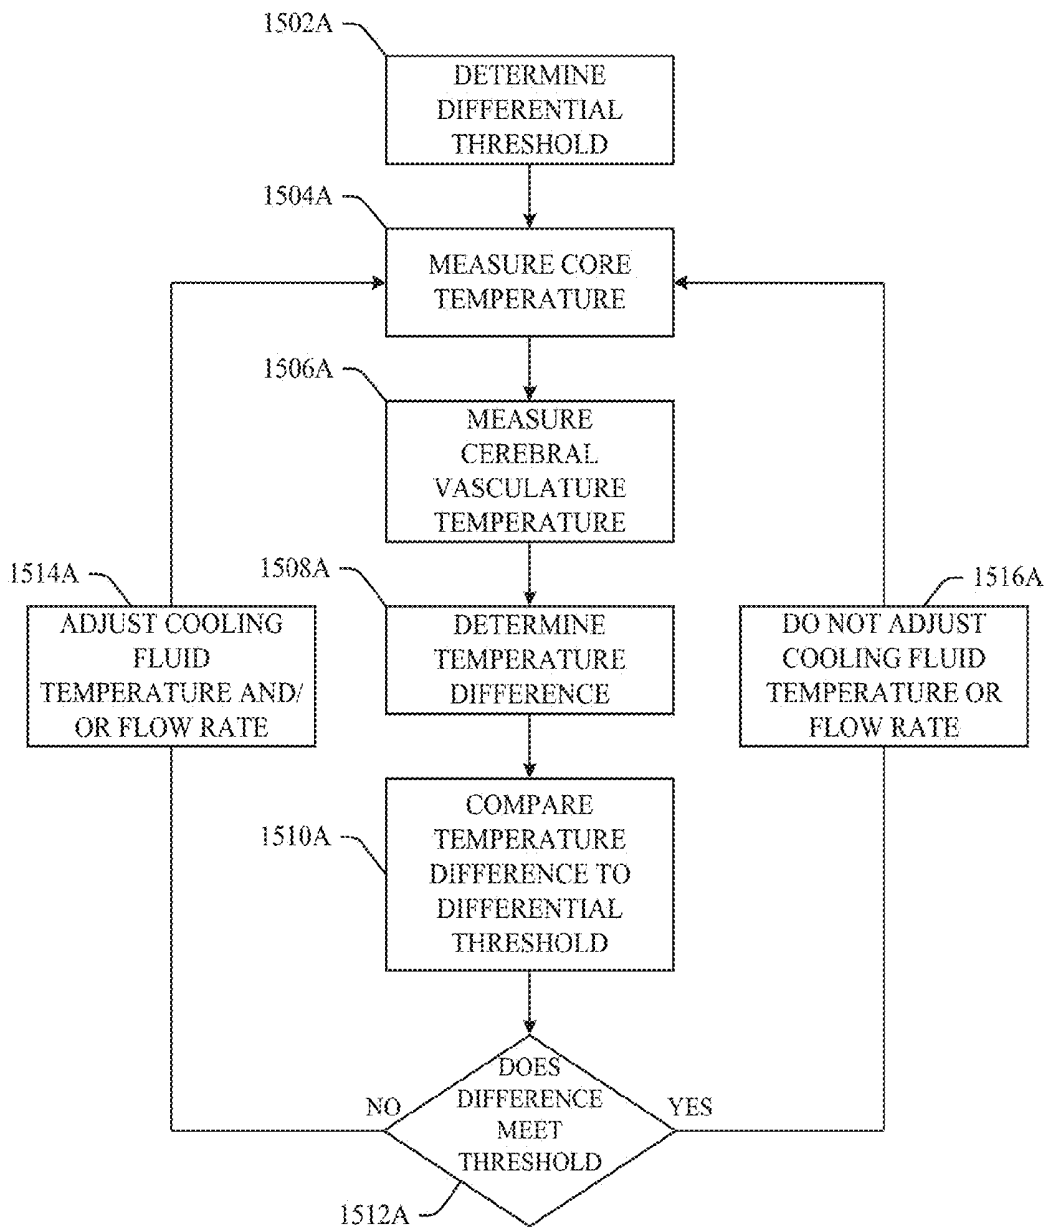 1502A
DETERMINE
DIFFERENTIAL
THRESHOLD
1504A
MEASURE CORE
TEMPERATURE
1506A
MEASURE
CEREBRAL
VASCULATURE
TEMPERATURE
1514A
ADJUST COOLING
FLUID
TEMPERATURE AND/
OR FLOW RATE
1508A
DETERMINE
TEMPERATURE
DIFFERENCE
1516A
DO NOT ADJUST
COOLING FLUID
TEMPERATURE OR
FLOW RATE
1510A
COMPARE
TEMPERATURE
DIFFERENCE TO
DIFFERENTIAL
THRESHOLD
NO
DOES
DIFFERENCE
MEET
THRESHOLD
YES
1512A